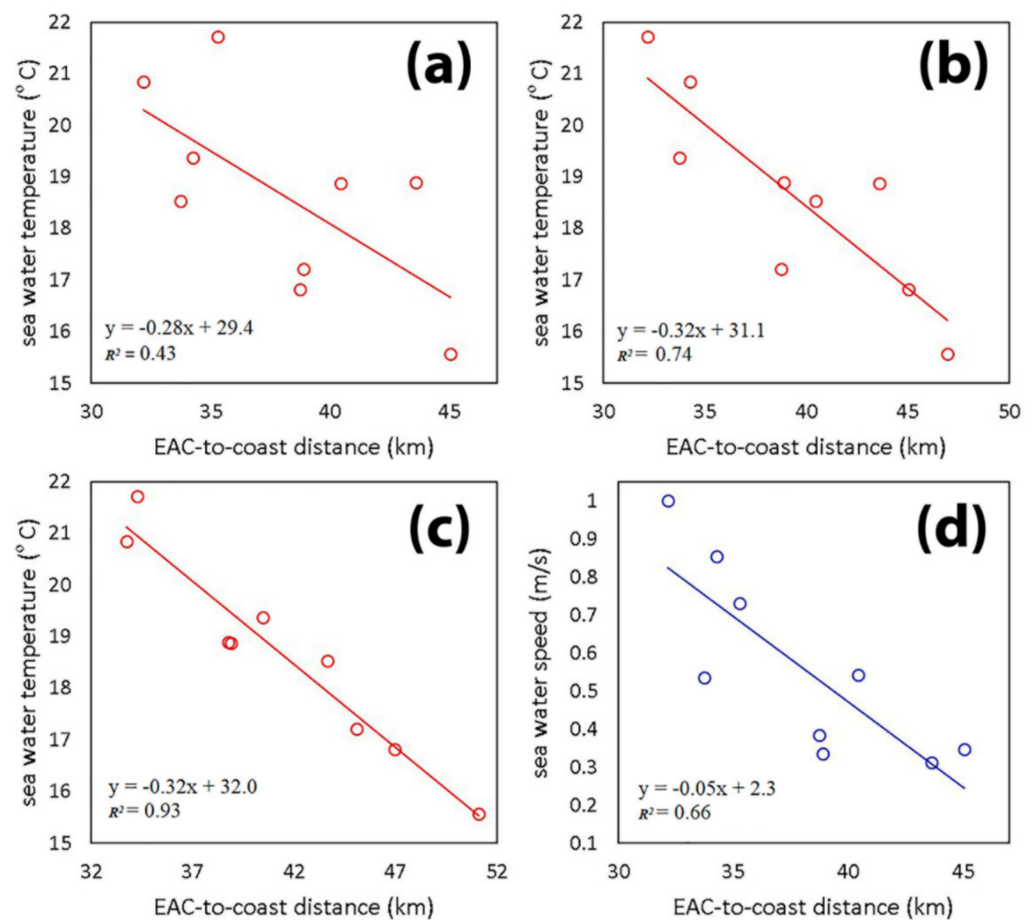 (a)
sea water temperature (° C)
22
21
20
19
18
17
16
15
y = -0.28x + 29.4
R² = 0.43
30
35
40
45
EAC-to-coast distance (km)
(b)
sea water temperature (° C)
22
21
20
19
18
17
16
15
y = -0.32x + 31.1
R² = 0.74
30
35
40
45
50
EAC-to-coast distance (km)
(c)
sea water temperature (° C)
22
21
20
19
18
17
16
15
y = -0.32x + 32.0
R² = 0.93
32
37
42
47
52
EAC-to-coast distance (km)
(d)
sea water speed (m/s)
1
0.9
0.8
0.7
0.6
0.5
0.4
0.3
0.2
0.1
y = -0.05x + 2.3
R² = 0.66
30
35
40
45
EAC-to-coast distance (km)